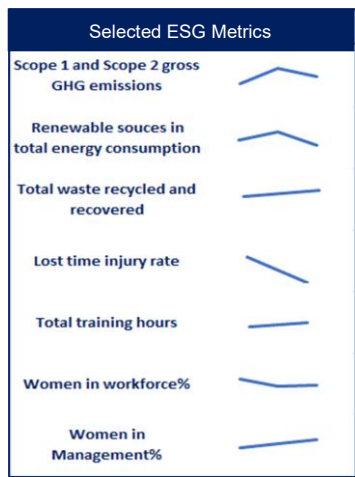 Selected ESG Metrics
Scope 1 and Scope 2 gross
GHG emissions
Renewable souces in
total energy consumption
Total waste recycled and
recovered
Lost time injury rate
Total training hours
Women in workforce%
Women in
Management%